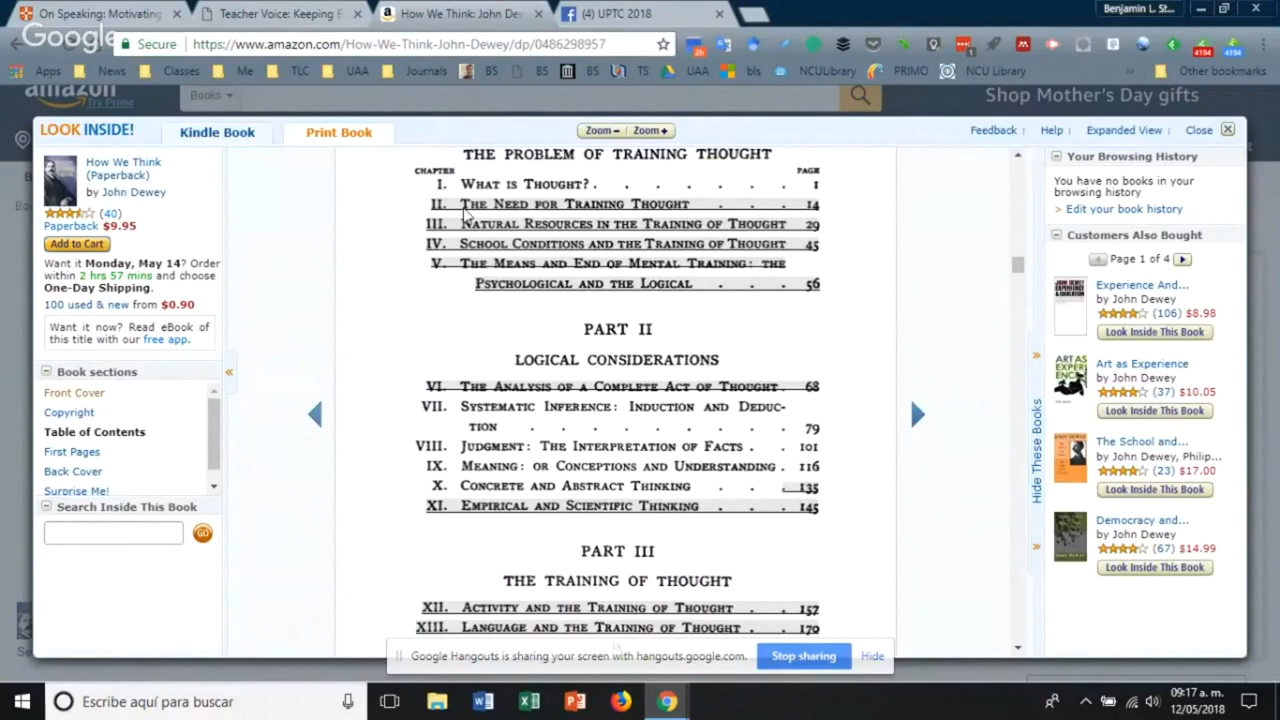 On Speaking: Motivating
Teacher Voice: Keeping E
How We Think: John De
(4) UPTC 2018
Benjamin L. St...
Google
Secure
https://www.amazon.com/How-We-Think-John-Dewey/dp/0486298957
Apps
News
Classes
Me
TLC
UAA
Journals
BS
BS
BS
TS
UAA
bls
NCULibrary
PRIMO
NCU Library
»
Other bookmarks
amazon
Try Prime
Books
Shop Mother's Day gifts
LOOK INSIDE!
Kindle Book
Print Book
Zoom –
Zoom +
Feedback
Help
Expanded View
Close
How We Think
(Paperback)
by John Dewey
(40)
Paperback $9.95
Add to Cart
Want it Monday, May 14? Order
within 2 hrs 57 mins and choose
One-Day Shipping.
100 used & new from $0.90
Want it now? Read eBook of
this title with our free app.
Book sections
Front Cover
Copyright
Table of Contents
First Pages
Back Cover
Surprise Me!
Search Inside This Book
GO
THE PROBLEM OF TRAINING THOUGHT
CHAPTER PAGE
I. WHAT IS THOUGHT? . . . . . . 1
II. THE NEED FOR TRAINING THOUGHT . . . 14
III. NATURAL RESOURCES IN THE TRAINING OF THOUGHT 29
IV. SCHOOL CONDITIONS AND THE TRAINING OF THOUGHT 45
V. THE MEANS AND END OF MENTAL TRAINING: THE
PSYCHOLOGICAL AND THE LOGICAL . . . 56
PART II
LOGICAL CONSIDERATIONS
VI. THE ANALYSIS OF A COMPLETE ACT OF THOUGHT . 68
VII. SYSTEMATIC INFERENCE: INDUCTION AND DEDUC-
TION . . . . . . . . . 79
VIII. JUDGMENT: THE INTERPRETATION OF FACTS . . 101
IX. MEANING: OR CONCEPTIONS AND UNDERSTANDING . 116
X. CONCRETE AND ABSTRACT THINKING . . . 135
XI. EMPIRICAL AND SCIENTIFIC THINKING . . . 145
PART III
THE TRAINING OF THOUGHT
XII. ACTIVITY AND THE TRAINING OF THOUGHT . . 157
XIII. LANGUAGE AND THE TRAINING OF THOUGHT . . 170
Hide These Books
Your Browsing History
You have no books in your
browsing history.
> Edit your book history
Customers Also Bought
Page 1 of 4
Experience And...
by John Dewey
(106) $8.98
Look Inside This Book
Art as Experience
by John Dewey
(37) $10.05
Look Inside This Book
The School and...
by John Dewey, Philip...
(23) $17.00
Look Inside This Book
Democracy and...
by John Dewey
(67) $14.99
Look Inside This Book
Google Hangouts is sharing your screen with hangouts.google.com.
Stop sharing
Hide
Escribe aquí para buscar
09:17 a. m.
12/05/2018